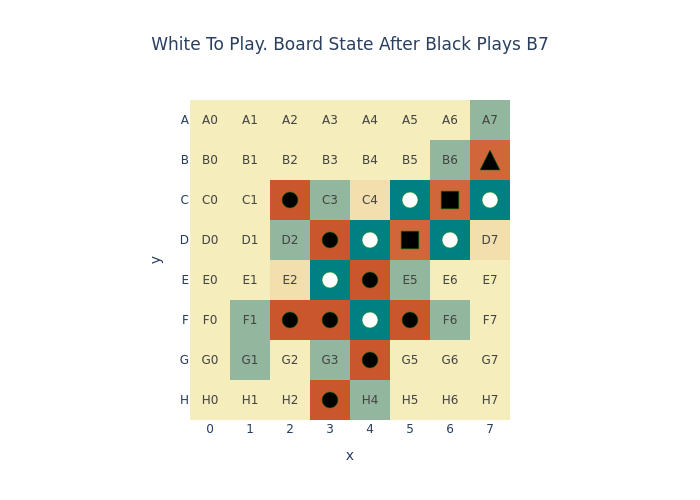 White To Play. Board State After Black Plays B7
A A0 A1 A2 A3 A4 A5 A6 A7
B B0 B1 B2 B3 B4 B5 B6
C C0 C1 C3 C4
D D0 D1 D2 D7
y
E E0 E1 E2 E5 E6 E7
F F0 F1 F6 F7
G G0 G1 G2 G3 G5 G6 G7
H H0 H1 H2 H4 H5 H6 H7
0 1 2 3 4 5 6 7
x